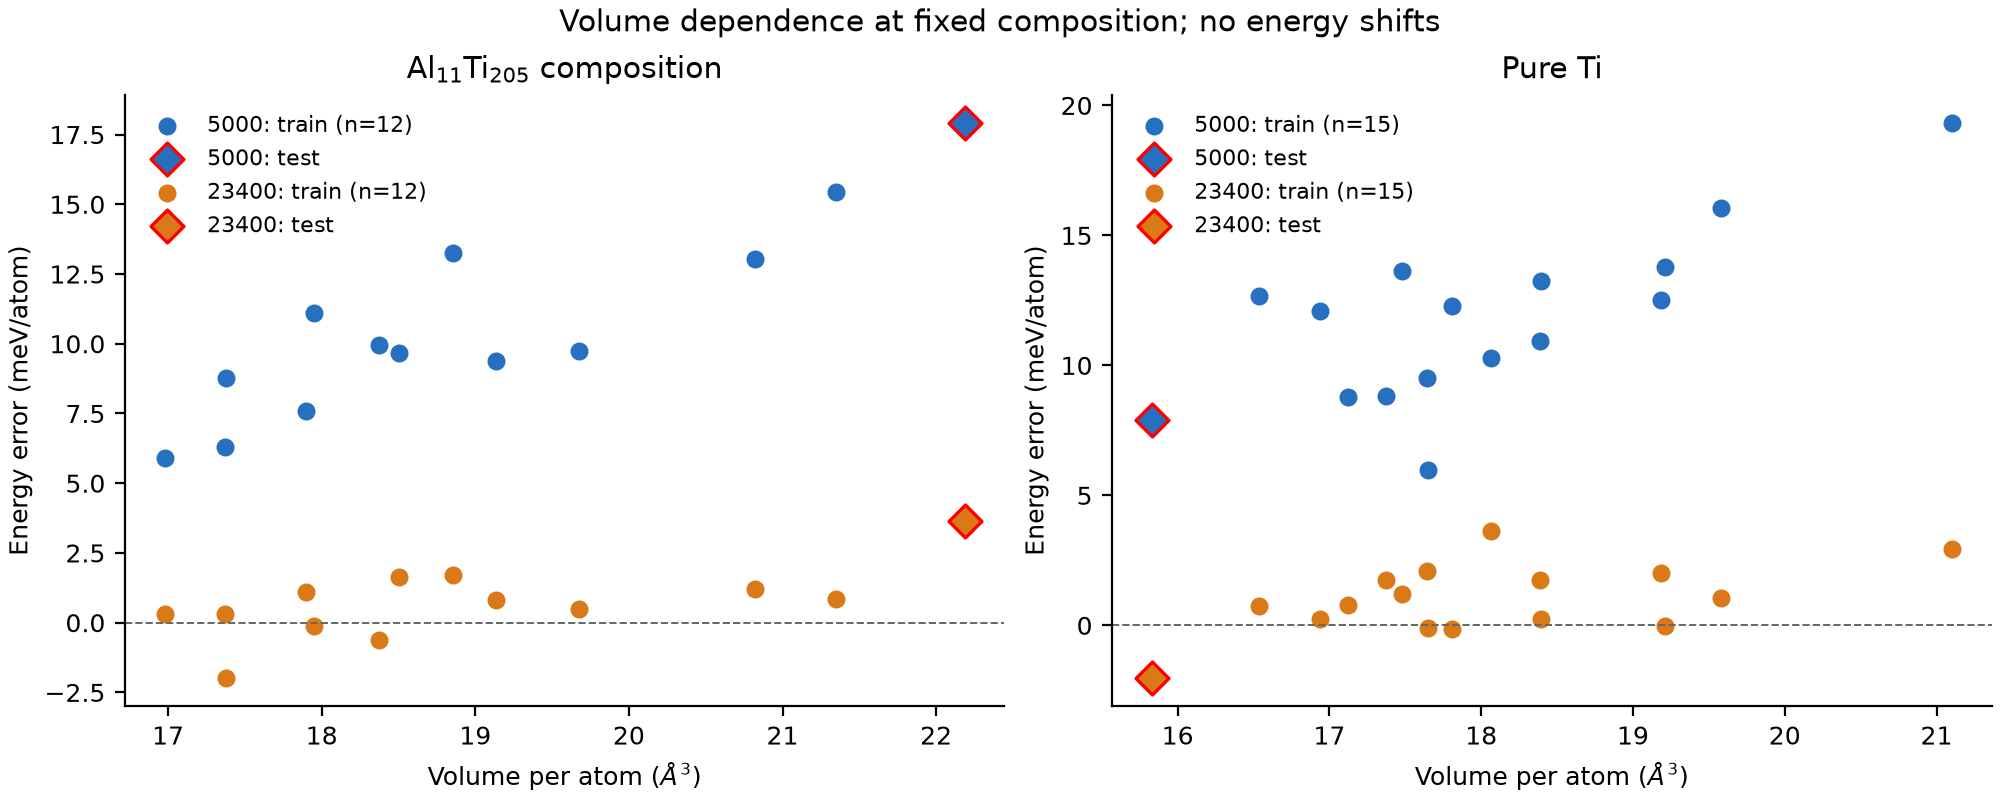 Volume dependence at fixed composition; no energy shifts
Al₁₁Ti₂₀₅ composition
5000: train (n=12)
5000: test
23400: train (n=12)
23400: test
17.5
15.0
12.5
10.0
7.5
5.0
2.5
0.0
−2.5
Energy error (meV/atom)
17 18 19 20 21 22
Volume per atom (Å³)
Pure Ti
5000: train (n=15)
5000: test
23400: train (n=15)
23400: test
20
15
10
5
0
Energy error (meV/atom)
16 17 18 19 20 21
Volume per atom (Å³)